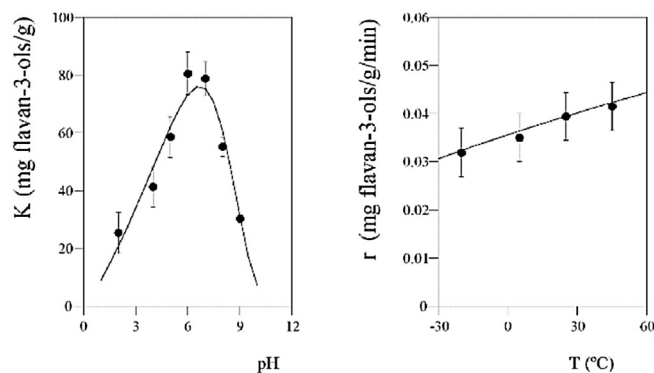 K (mg flavan-3-ols/g)
100
80
60
40
20
0
0 3 6 9 12
pH
r (mg flavan-3-ols/g/min)
0,06
0.05
0.04
0.03
0.02
0.01
0
-30 0 30 60
T (ºC)